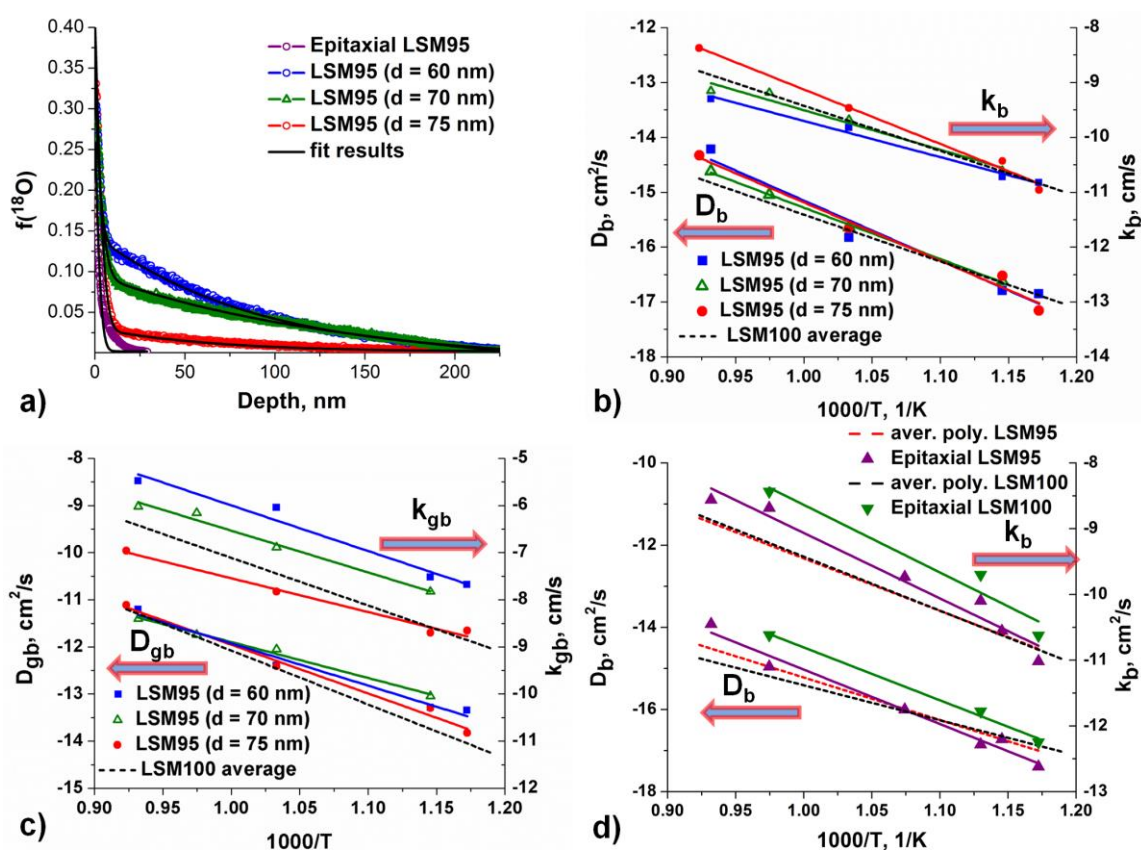 0.40
0.35
0.30
0.25
0.20
0.15
0.10
0.05
f(¹⁸O)
Epitaxial LSM95
LSM95 (d = 60 nm)
LSM95 (d = 70 nm)
LSM95 (d = 75 nm)
fit results
0 50 100 150 200
Depth, nm
a)
-12
-13
-14
-15
-16
-17
-18
D_b, cm²/s
k_b
D_b
LSM95 (d = 60 nm)
LSM95 (d = 70 nm)
LSM95 (d = 75 nm)
LSM100 average
-8
-9
-10
-11
-12
-13
-14
k_b, cm/s
0.90 0.95 1.00 1.05 1.10 1.15 1.20
1000/T, 1/K
b)
-8
-9
-10
-11
-12
-13
-14
-15
D_gb, cm²/s
k_gb
D_gb
LSM95 (d = 60 nm)
LSM95 (d = 70 nm)
LSM95 (d = 75 nm)
LSM100 average
-5
-6
-7
-8
-9
-10
-11
-12
k_gb, cm/s
0.90 0.95 1.00 1.05 1.10 1.15 1.20
1000/T
c)
aver. poly. LSM95
Epitaxial LSM95
aver. poly. LSM100
Epitaxial LSM100
-10
-12
-14
-16
-18
D_b, cm²/s
k_b
D_b
-8
-9
-10
-11
-12
-13
k_b, cm/s
0.90 0.95 1.00 1.05 1.10 1.15 1.20
1000/T, 1/K
d)